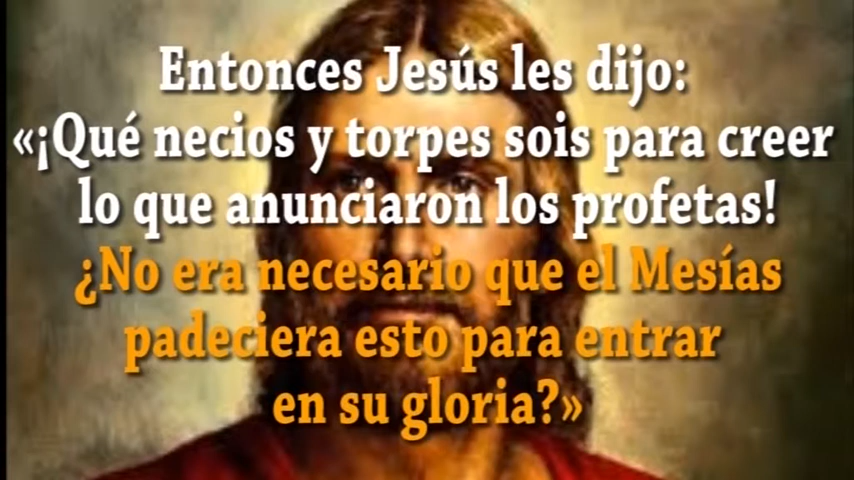 Entonces Jesús les dijo:
«¡Qué necios y torpes sois para creer
lo que anunciaron los profetas!
¿No era necesario que el Mesías
padeciera esto para entrar
en su gloria?»